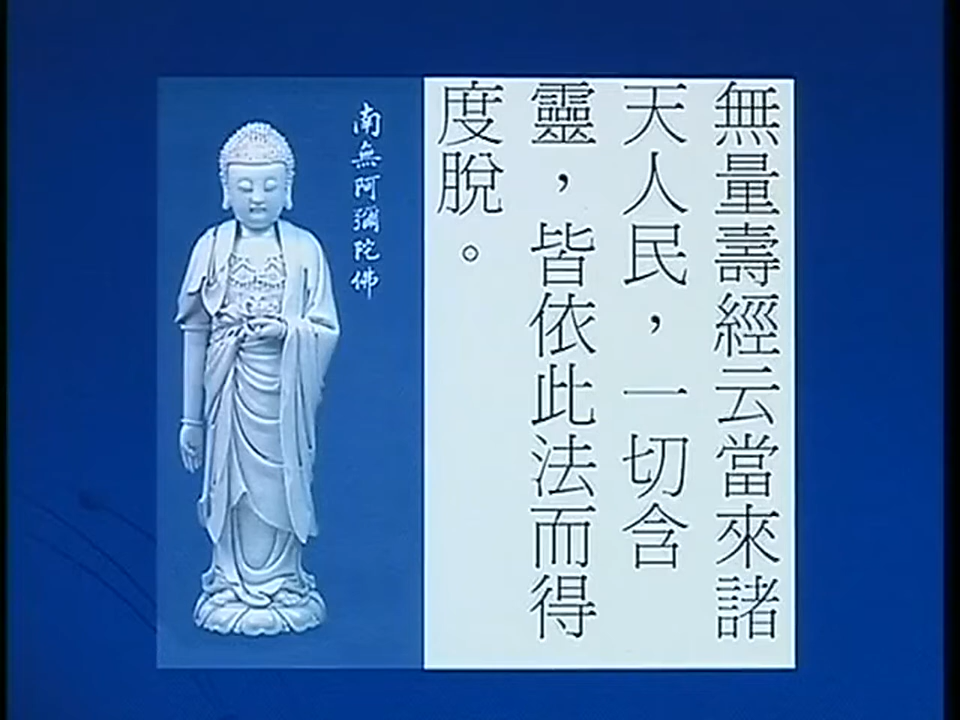 無量壽經云當來諸
天人民，一切含
靈，皆依此法而得
度脫。
南無阿彌陀佛